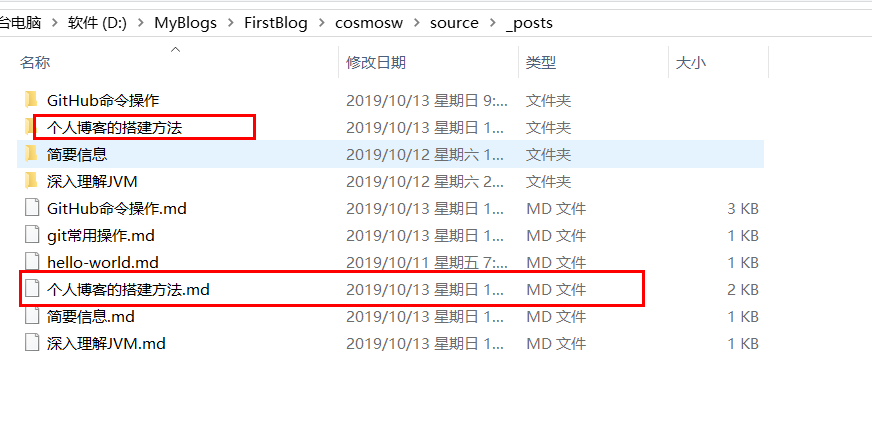 台电脑 > 软件 (D:) > MyBlogs > FirstBlog > cosmosw > source > _posts
名称 修改日期 类型 大小
GitHub命令操作 2019/10/13 星期日 9:... 文件夹
个人博客的搭建方法 2019/10/13 星期日 1... 文件夹
简要信息 2019/10/12 星期六 1... 文件夹
深入理解JVM 2019/10/12 星期六 2... 文件夹
GitHub命令操作.md 2019/10/13 星期日 1... MD 文件 3 KB
git常用操作.md 2019/10/13 星期日 1... MD 文件 1 KB
hello-world.md 2019/10/11 星期五 7:... MD 文件 1 KB
个人博客的搭建方法.md 2019/10/13 星期日 1... MD 文件 2 KB
简要信息.md 2019/10/13 星期日 1... MD 文件 1 KB
深入理解JVM.md 2019/10/13 星期日 1... MD 文件 1 KB